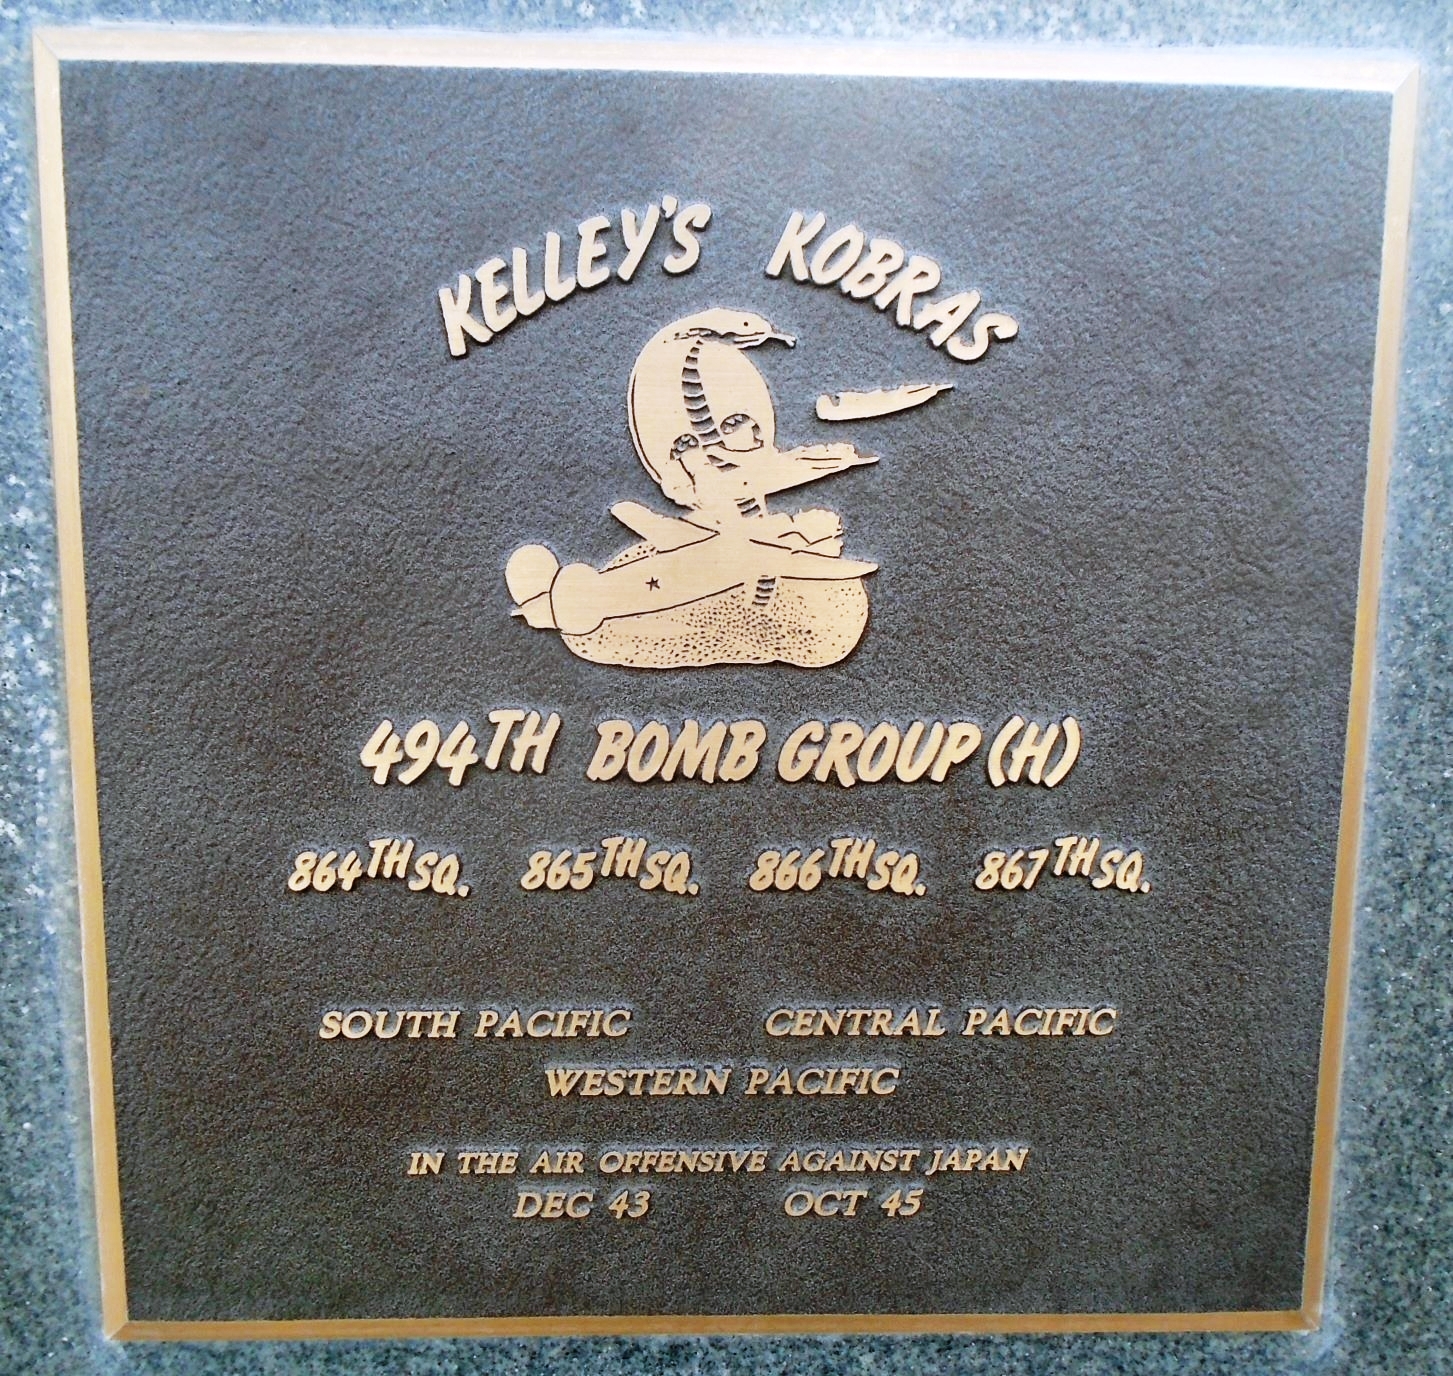 KELLEY'S KOBRAS
494TH BOMB GROUP (H)
864TH SQ. 865TH SQ. 866TH SQ. 867TH SQ.
SOUTH PACIFIC CENTRAL PACIFIC
WESTERN PACIFIC
IN THE AIR OFFENSIVE AGAINST JAPAN
DEC 43 OCT 45